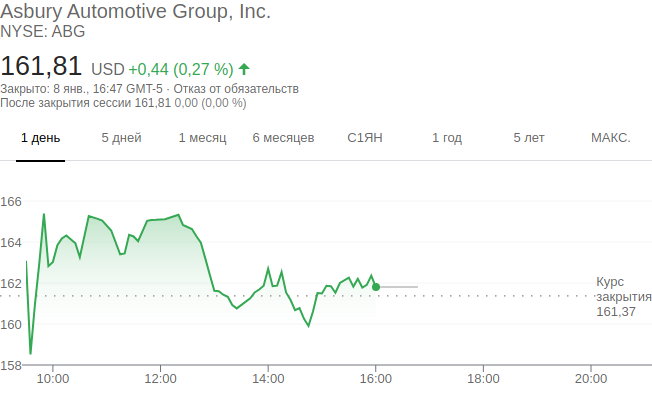 Asbury Automotive Group, Inc.
NYSE: ABG
161,81 USD +0,44 (0,27 %)
Закрыто: 8 янв., 16:47 GMT-5 · Отказ от обязательств
После закрытия сессии 161,81 0,00 (0,00 %)
1 день 5 дней 1 месяц 6 месяцев С1ЯН 1 год 5 лет МАКС.
166
164
162
160
158
Курс
закрытия
161,37
10:00 12:00 14:00 16:00 18:00 20:00